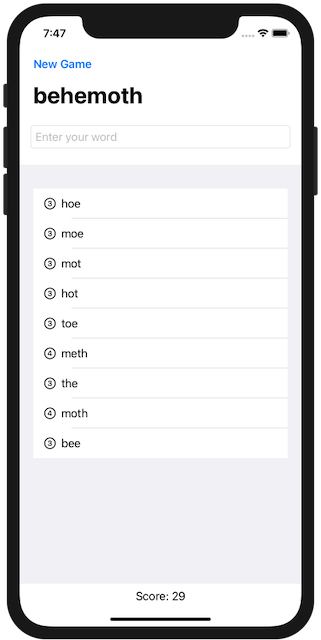 7:47
New Game
behemoth
Enter your word
3 hoe
3 moe
3 mot
3 hot
3 toe
4 meth
3 the
4 moth
3 bee
Score: 29